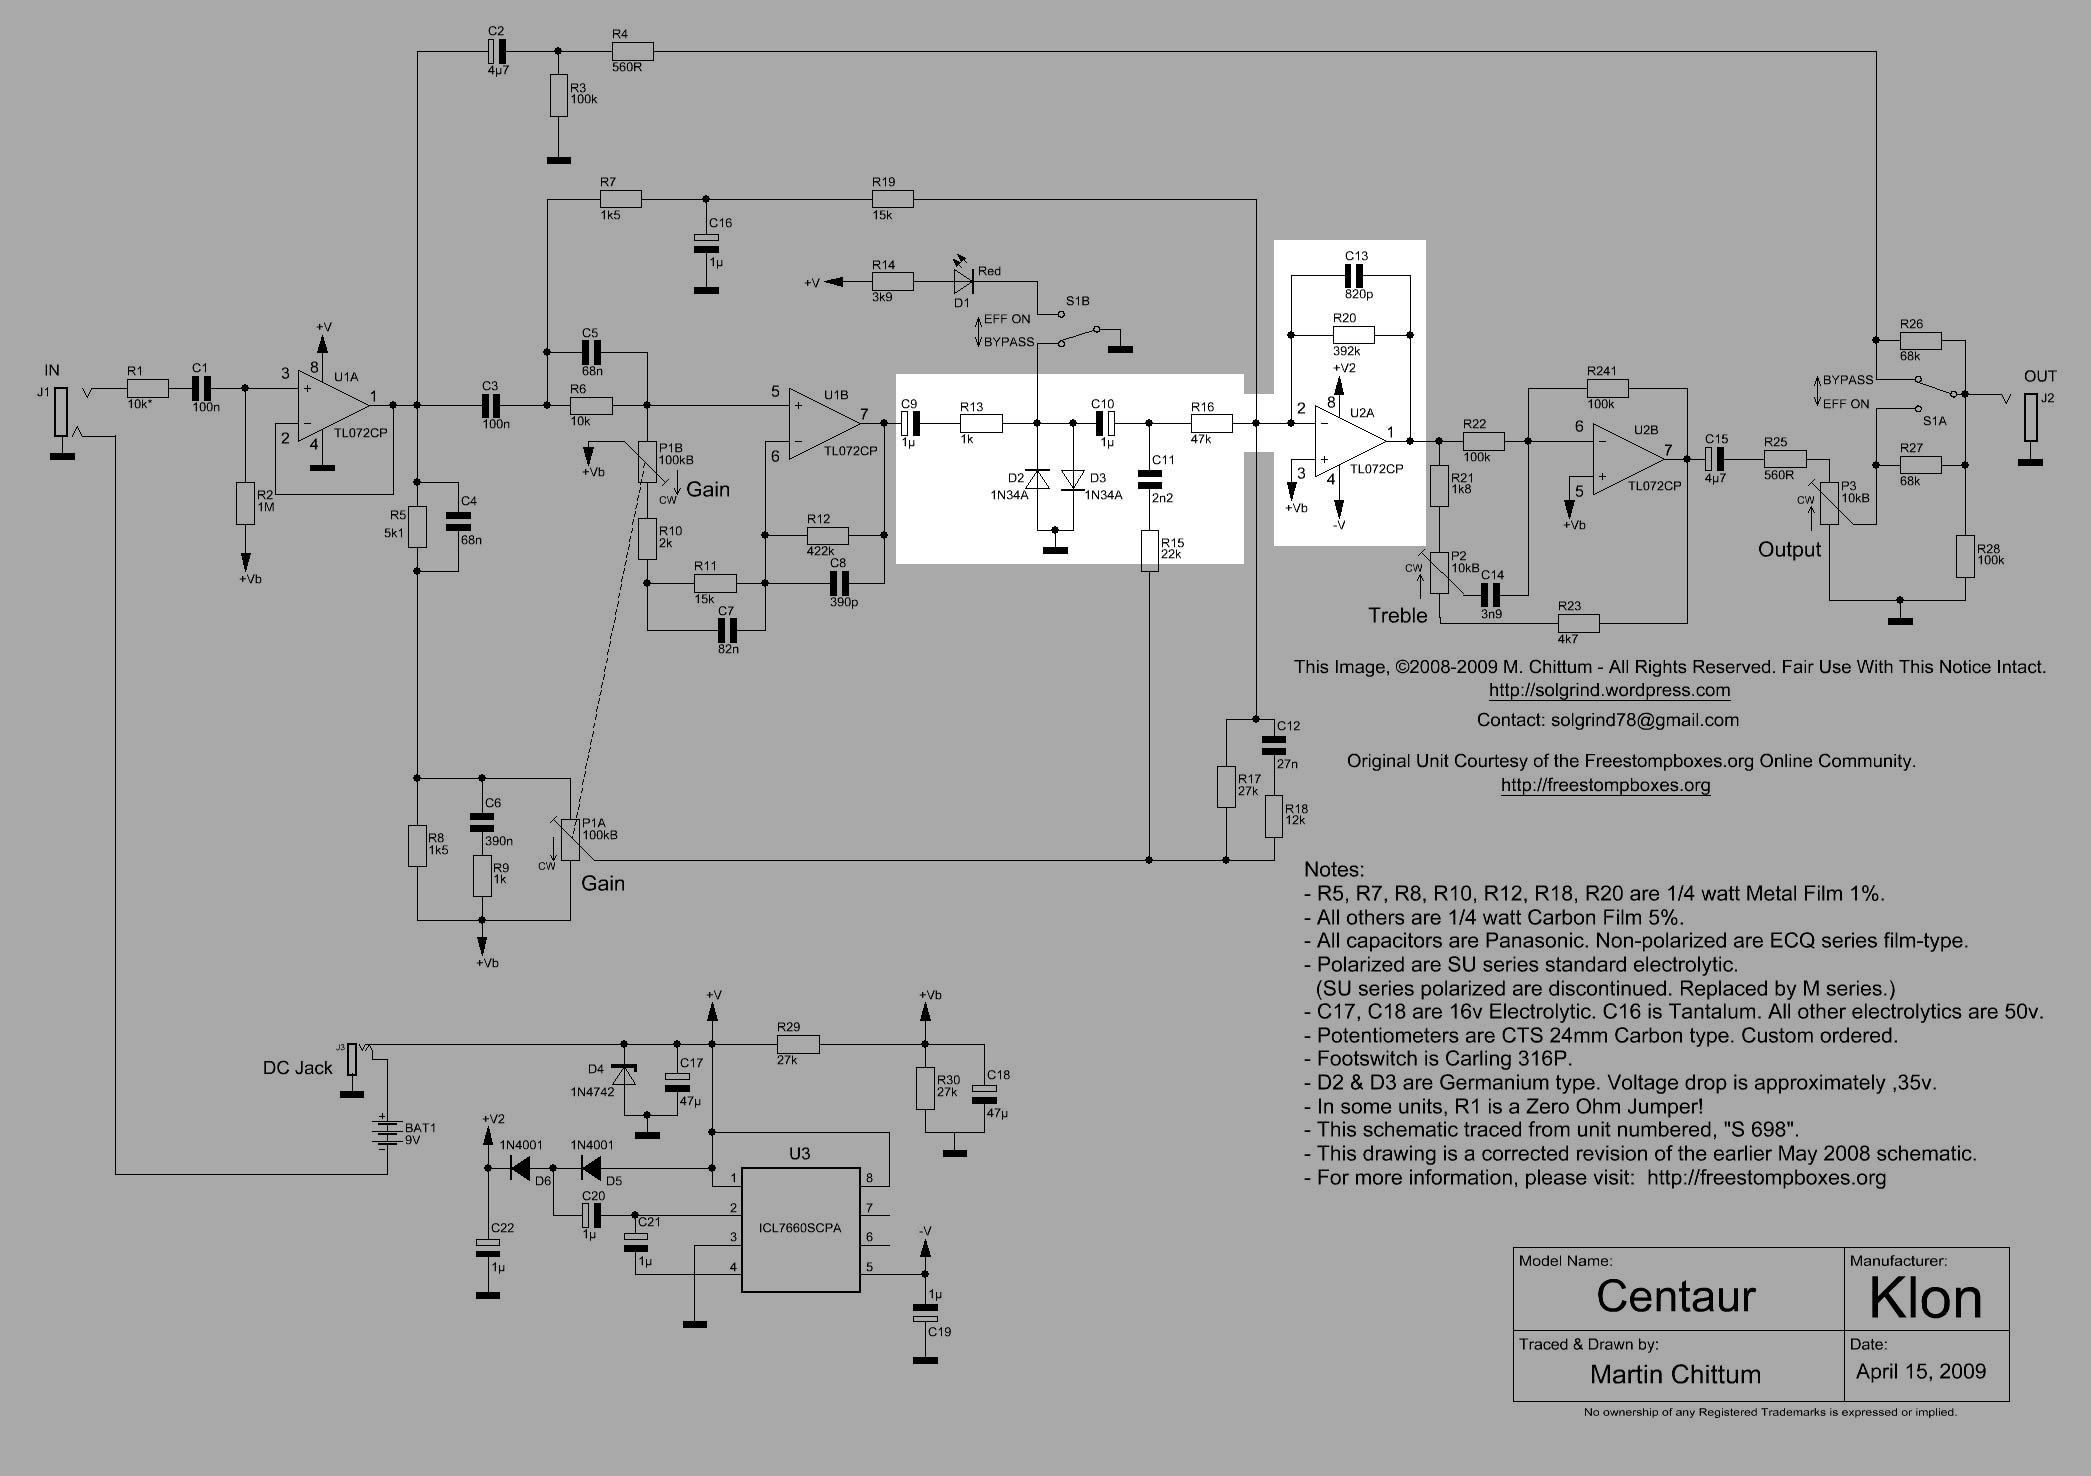 C2
4µ7
R4
560R
R3
100k
R7
1k5
C16
1µ
R19
15k
+V
R14
3k9
D1
Red
S1B
EFF ON
BYPASS
C13
820p
R20
392k
+V2
IN
J1
R1
10k*
C1
100n
R2
1M
+Vb
+V
3
8
U1A
1
+
−
2
4
TL072CP
C3
100n
C5
68n
R6
10k
+Vb
P1B
100kB
CW
Gain
R10
2k
R5
5k1
C4
68n
5
U1B
7
+
−
6
TL072CP
R12
422k
C8
390p
R11
15k
C7
82n
C9
1µ
R13
1k
D2
1N34A
D3
1N34A
C10
1µ
C11
2n2
R15
22k
R16
47k
2
8
U2A
1
−
+
3
4
TL072CP
+Vb
-V
R22
100k
R21
1k8
P2
10kB
CW
Treble
C14
3n9
R23
4k7
R241
100k
6
U2B
7
−
+
5
TL072CP
+Vb
C15
4µ7
R25
560R
P3
10kB
CW
Output
R26
68k
BYPASS
EFF ON
S1A
R27
68k
R28
100k
OUT
J2
This Image, ©2008-2009 M. Chittum - All Rights Reserved. Fair Use With This Notice Intact.
http://solgrind.wordpress.com
Contact: solgrind78@gmail.com
Original Unit Courtesy of the Freestompboxes.org Online Community.
http://freestompboxes.org
C12
27n
R17
27k
R18
12k
R8
1k5
C6
390n
R9
1k
P1A
100kB
CW
Gain
+Vb
Notes:
- R5, R7, R8, R10, R12, R18, R20 are 1/4 watt Metal Film 1%.
- All others are 1/4 watt Carbon Film 5%.
- All capacitors are Panasonic. Non-polarized are ECQ series film-type.
- Polarized are SU series standard electrolytic.
(SU series polarized are discontinued. Replaced by M series.)
- C17, C18 are 16v Electrolytic. C16 is Tantalum. All other electrolytics are 50v.
- Potentiometers are CTS 24mm Carbon type. Custom ordered.
- Footswitch is Carling 316P.
- D2 & D3 are Germanium type. Voltage drop is approximately ,35v.
- In some units, R1 is a Zero Ohm Jumper!
- This schematic traced from unit numbered, "S 698".
- This drawing is a corrected revision of the earlier May 2008 schematic.
- For more information, please visit: http://freestompboxes.org
+V
+Vb
DC Jack
J3
+
BAT1
9V
−
D4
1N4742
C17
47µ
R29
27k
R30
27k
C18
47µ
+V2
1N4001
D6
1N4001
D5
C20
1µ
C21
1µ
C22
1µ
U3
ICL7660SCPA
1
2
3
4
8
7
6
5
-V
1µ
C19
Model Name:
Centaur
Manufacturer:
Klon
Traced & Drawn by:
Martin Chittum
Date:
April 15, 2009
No ownership of any Registered Trademarks is expressed or implied.